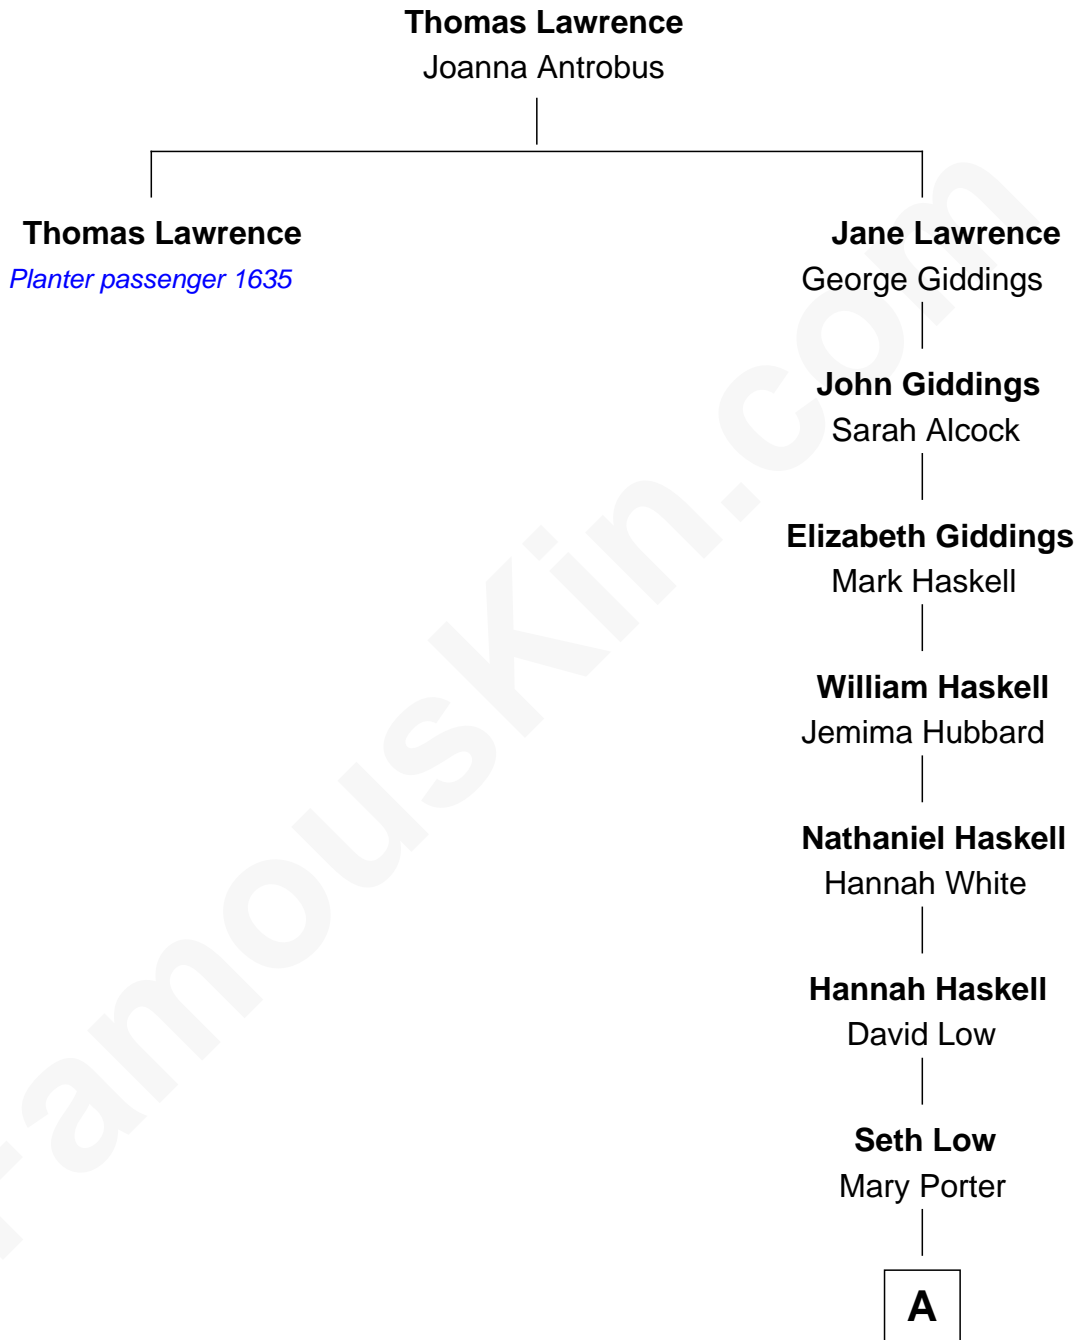 Thomas Lawrence
Joanna Antrobus
Thomas Lawrence
Planter passenger 1635
Jane Lawrence
George Giddings
John Giddings
Sarah Alcock
Elizabeth Giddings
Mark Haskell
William Haskell
Jemima Hubbard
Nathaniel Haskell
Hannah White
Hannah Haskell
David Low
Seth Low
Mary Porter
A
FamousKin.com